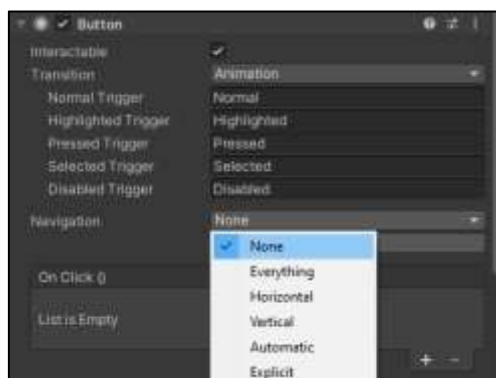 Button
Interactable
Transition Animation
Normal Trigger Normal
Highlighted Trigger Highlighted
Pressed Trigger Pressed
Selected Trigger Selected
Disabled Trigger Disabled
Navigation None
None
Everything
Horizontal
Vertical
Automatic
Explicit
On Click ()
List is Empty